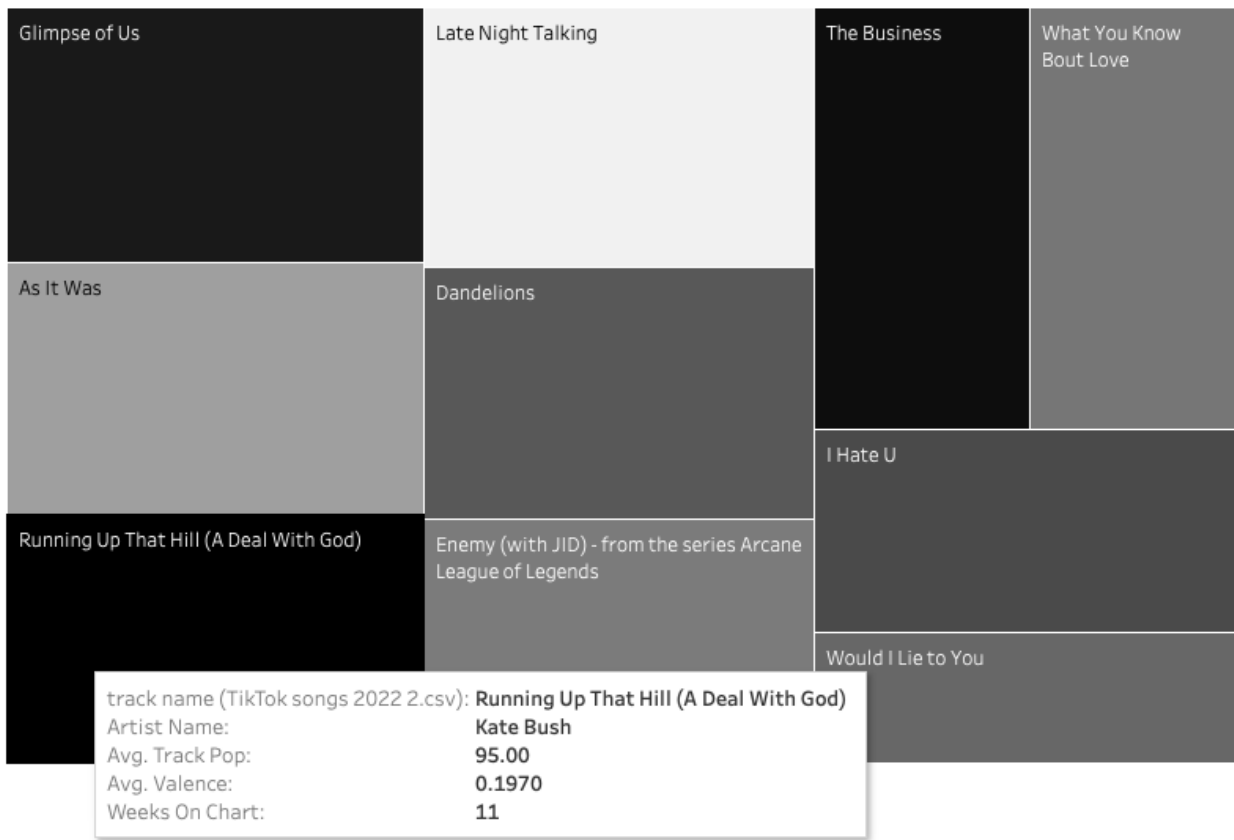 Glimpse of Us
Late Night Talking
The Business
What You Know
Bout Love
As It Was
Dandelions
I Hate U
Running Up That Hill (A Deal With God)
Enemy (with JID) - from the series Arcane
League of Legends
Would I Lie to You
track name (TikTok songs 2022 2.csv): Running Up That Hill (A Deal With God)
Artist Name: Kate Bush
Avg. Track Pop: 95.00
Avg. Valence: 0.1970
Weeks On Chart: 11